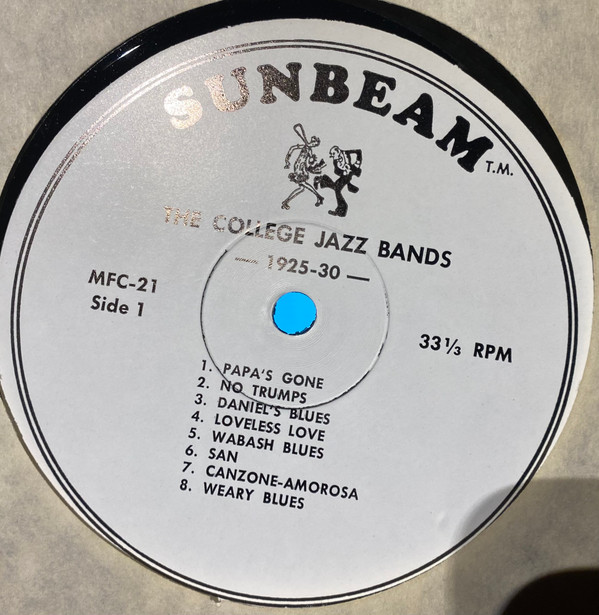 SUNBEAM T.M.
THE COLLEGE JAZZ BANDS
— 1925-30 —
MFC-21
Side 1
33⅓ RPM
1. PAPA'S GONE
2. NO TRUMPS
3. DANIEL'S BLUES
4. LOVELESS LOVE
5. WABASH BLUES
6. SAN
7. CANZONE-AMOROSA
8. WEARY BLUES